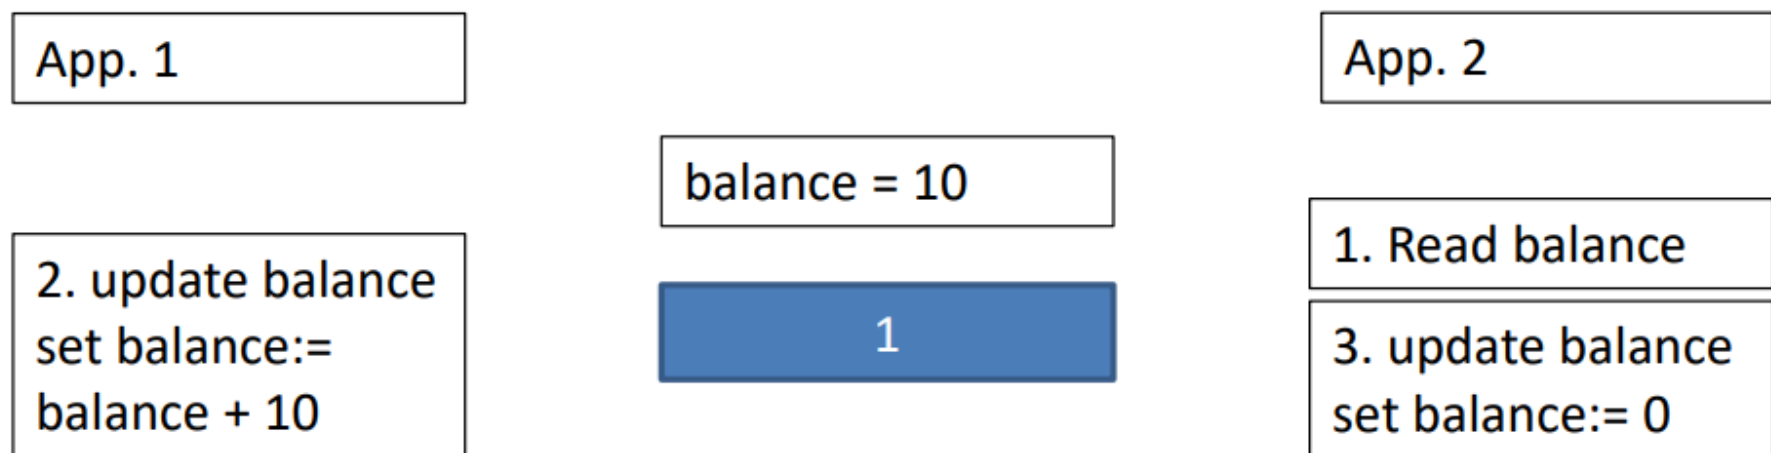 App. 1
App. 2
balance = 10
1. Read balance
2. update balance
set balance:=
balance + 10
1
3. update balance
set balance:= 0